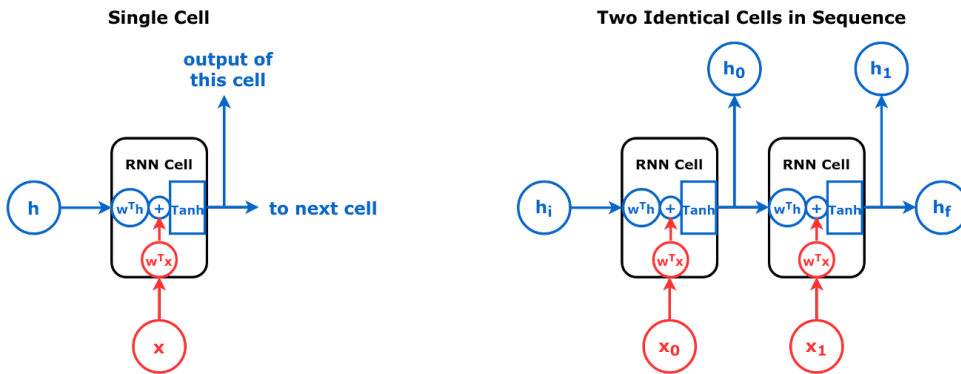 Single Cell
output of
this cell
RNN Cell
h
wᵀh
+
Tanh
to next cell
wᵀx
x
Two Identical Cells in Sequence
h₀
h₁
RNN Cell
RNN Cell
hᵢ
wᵀh
+
Tanh
wᵀh
+
Tanh
h_f
wᵀx
wᵀx
x₀
x₁